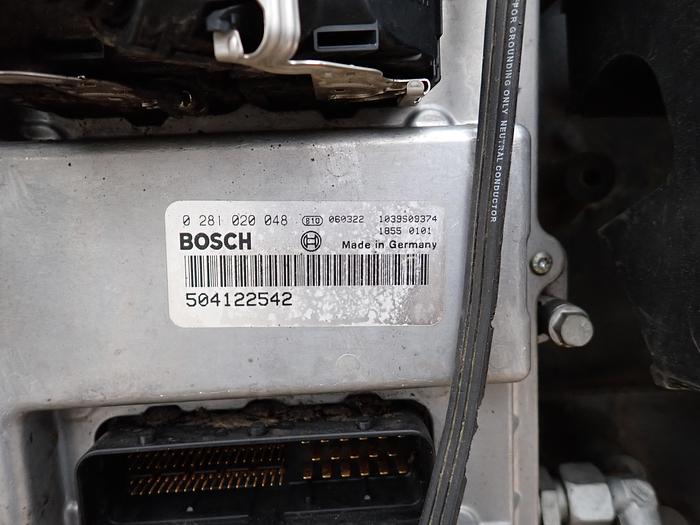 0 281 020 048 810 060322 1039S09374
1855 0101
BOSCH Made in Germany
504122542
FOR GROUNDING ONLY NEUTRAL CONDUCTOR